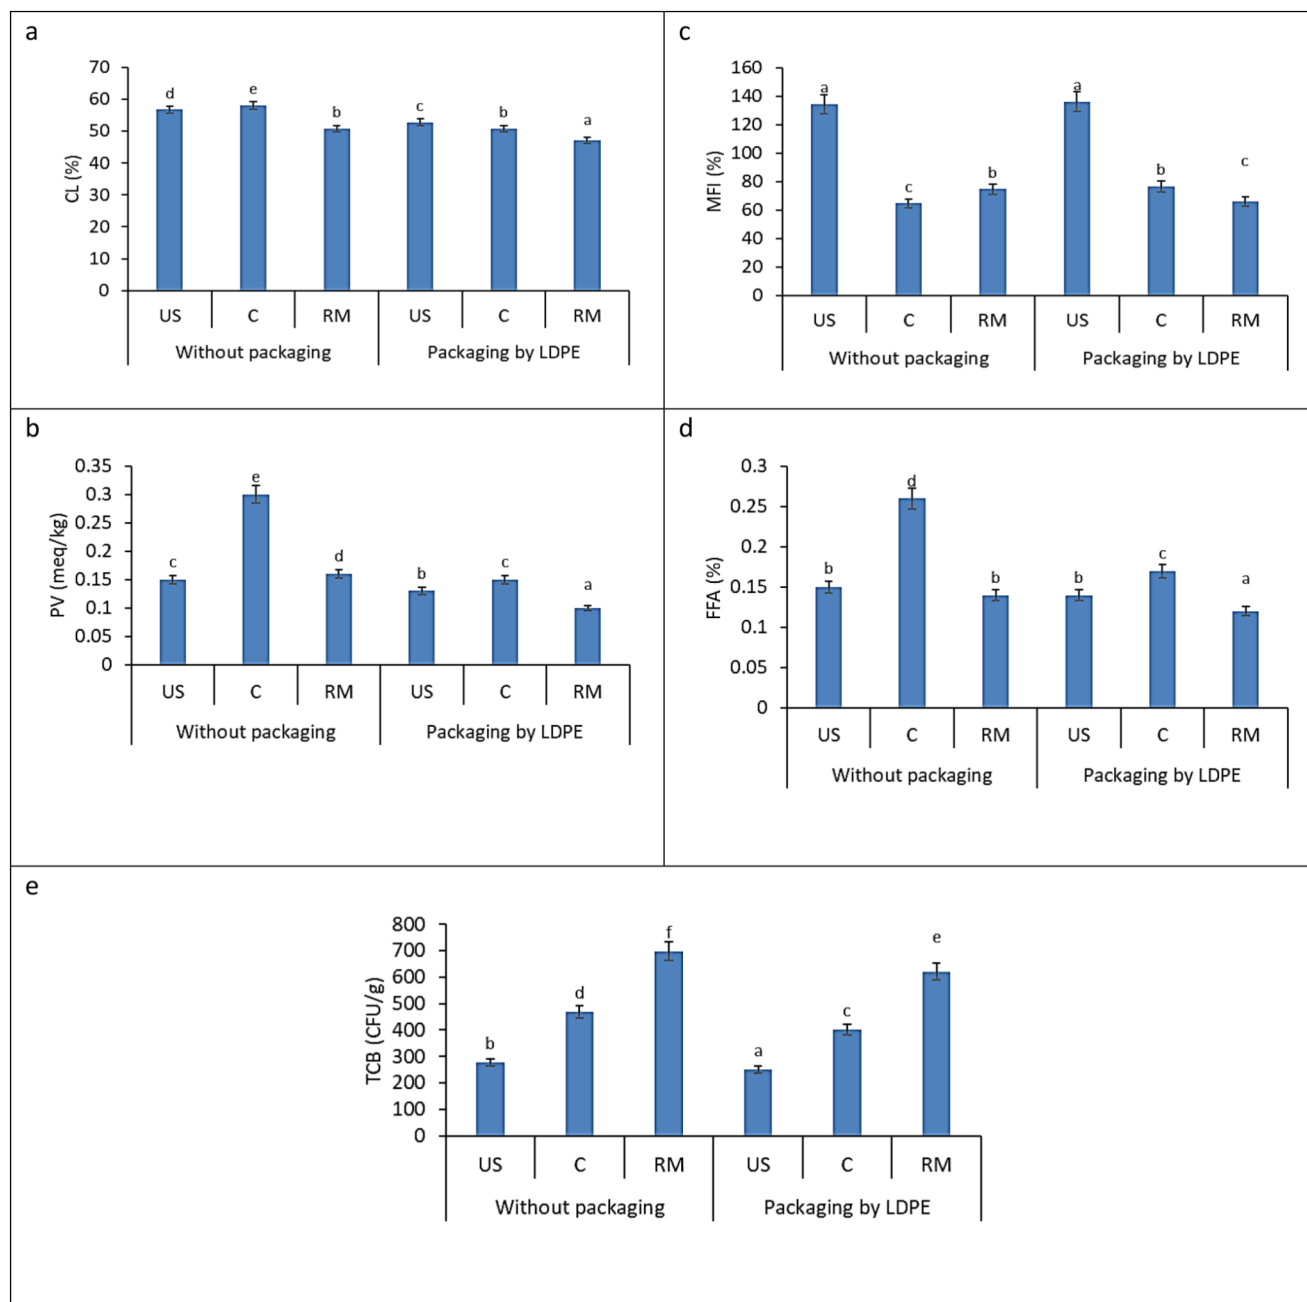 a
70
60
50
40
30
20
10
0
CL (%)
d
e
b
c
b
a
US C RM US C RM
Without packaging Packaging by LDPE
c
160
140
120
100
80
60
40
20
0
MFI (%)
a
c
b
a
b
c
US C RM US C RM
Without packaging Packaging by LDPE
b
0.35
0.3
0.25
0.2
0.15
0.1
0.05
0
PV (meq/kg)
c
e
d
b
c
a
US C RM US C RM
Without packaging Packaging by LDPE
d
0.3
0.25
0.2
0.15
0.1
0.05
0
FFA (%)
b
d
b
b
c
a
US C RM US C RM
Without packaging Packaging by LDPE
e
800
700
600
500
400
300
200
100
0
TCB (CFU/g)
b
d
f
a
c
e
US C RM US C RM
Without packaging Packaging by LDPE